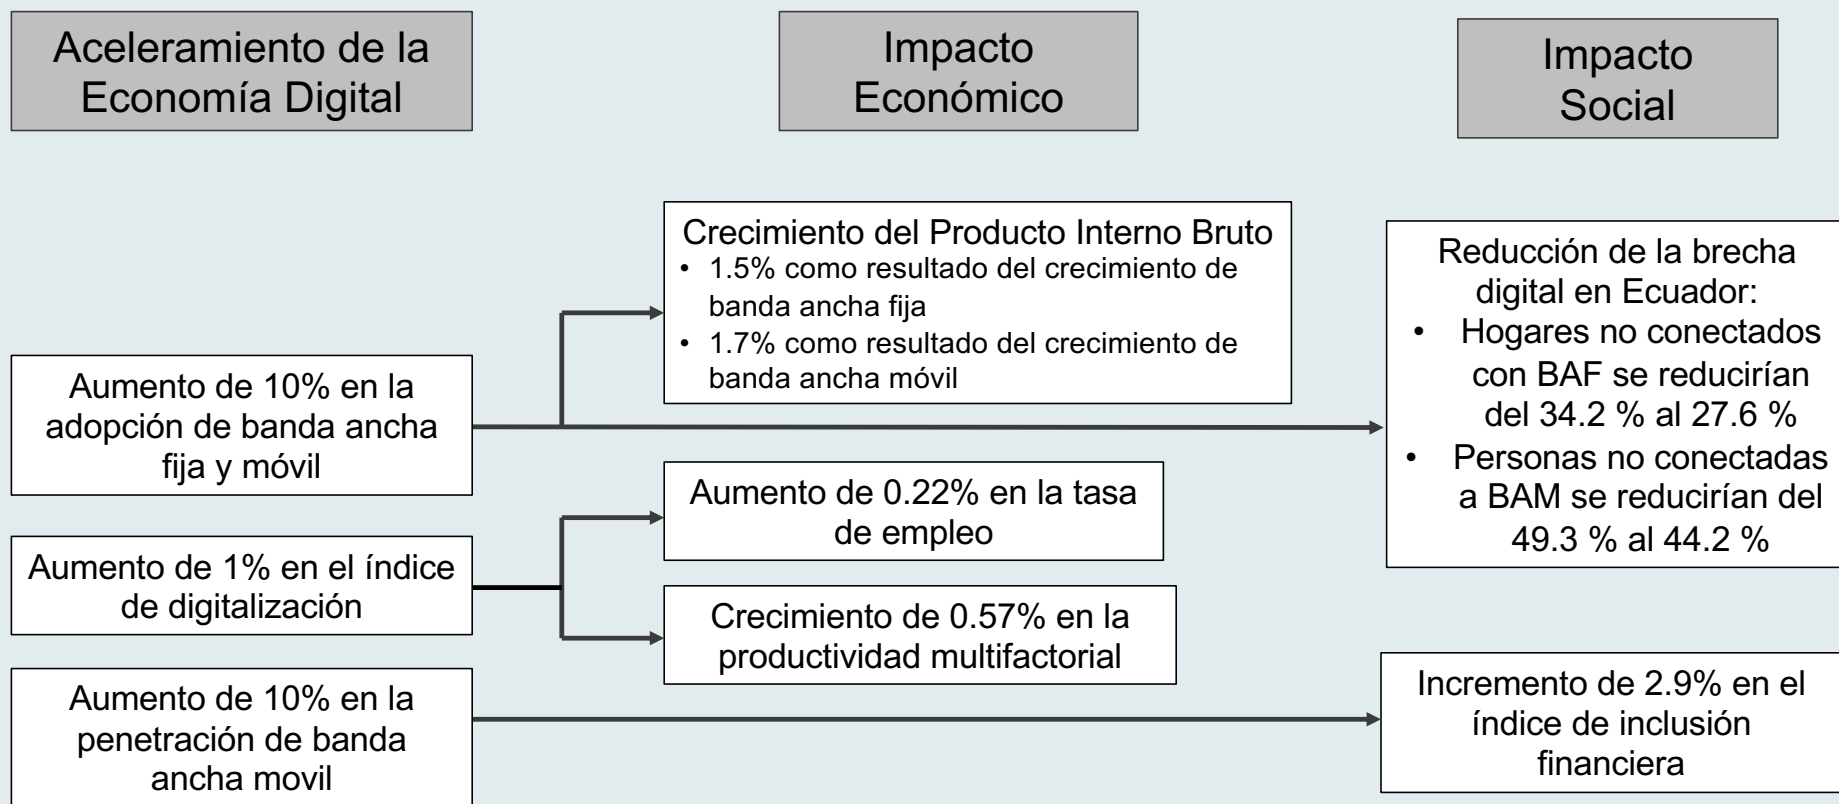 Aceleramiento de la
Economía Digital
Impacto
Económico
Impacto
Social
Crecimiento del Producto Interno Bruto
• 1.5% como resultado del crecimiento de
banda ancha fija
• 1.7% como resultado del crecimiento de
banda ancha móvil
Reducción de la brecha
digital en Ecuador:
• Hogares no conectados
con BAF se reducirían
del 34.2 % al 27.6 %
• Personas no conectadas
a BAM se reducirían del
49.3 % al 44.2 %
Aumento de 10% en la
adopción de banda ancha
fija y móvil
Aumento de 0.22% en la tasa
de empleo
Aumento de 1% en el índice
de digitalización
Crecimiento de 0.57% en la
productividad multifactorial
Aumento de 10% en la
penetración de banda
ancha movil
Incremento de 2.9% en el
índice de inclusión
financiera